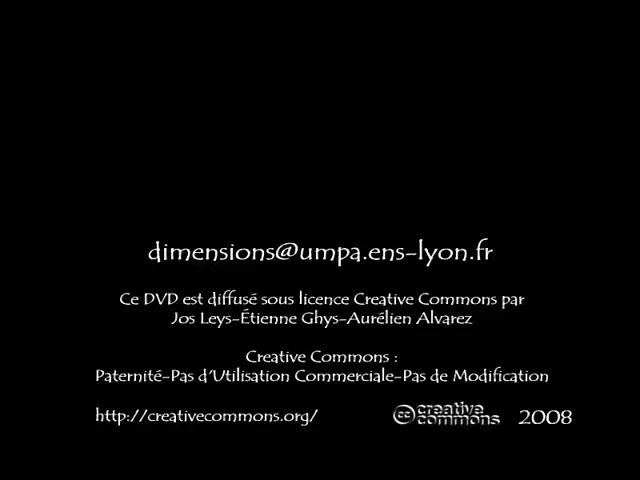 dimensions@umpa.ens-lyon.fr
Ce DVD est diffusé sous licence Creative Commons par
Jos Leys-Étienne Ghys-Aurélien Alvarez
Creative Commons :
Paternité-Pas d'Utilisation Commerciale-Pas de Modification
http://creativecommons.org/
cc creative commons 2008